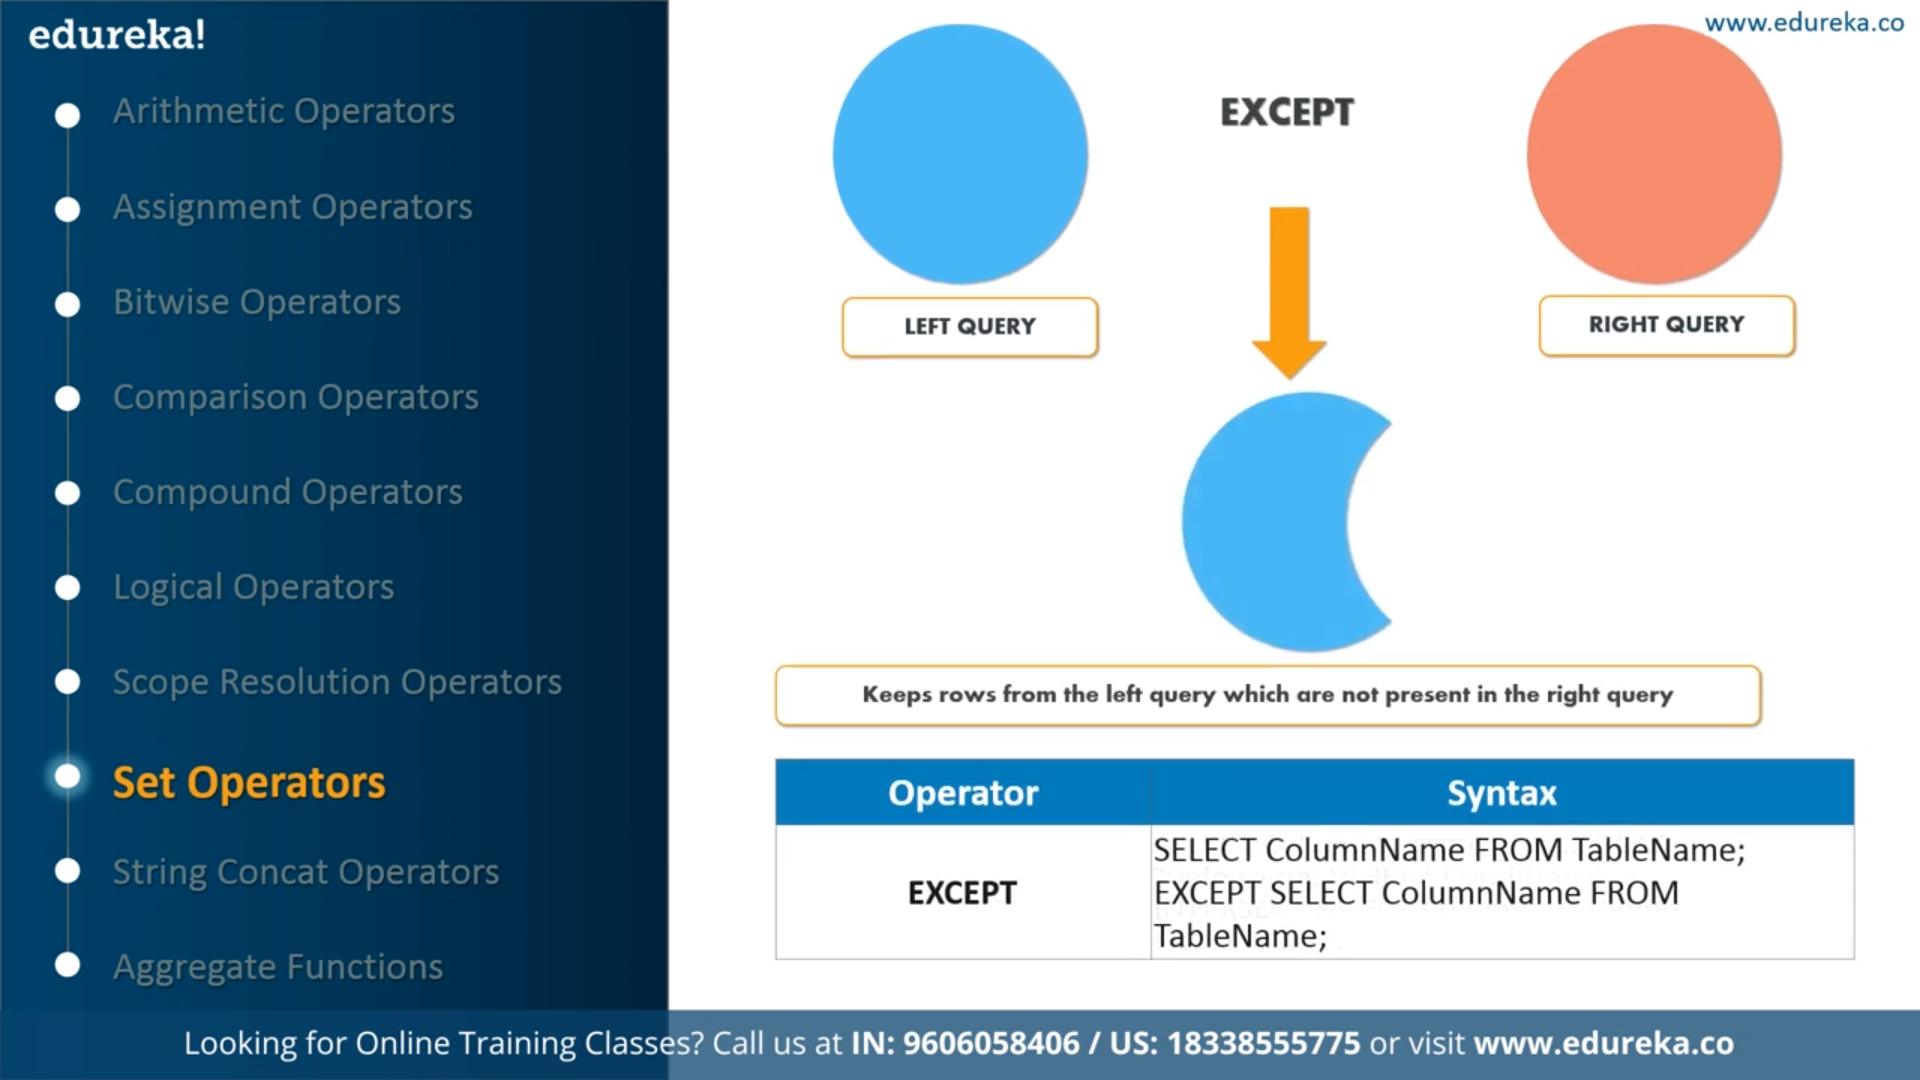 edureka!
www.edureka.co
Arithmetic Operators
Assignment Operators
Bitwise Operators
Comparison Operators
Compound Operators
Logical Operators
Scope Resolution Operators
Set Operators
String Concat Operators
Aggregate Functions
EXCEPT
LEFT QUERY
RIGHT QUERY
Keeps rows from the left query which are not present in the right query
Operator
Syntax
EXCEPT
SELECT ColumnName FROM TableName;
EXCEPT SELECT ColumnName FROM
TableName;
Looking for Online Training Classes? Call us at IN: 9606058406 / US: 18338555775 or visit www.edureka.co